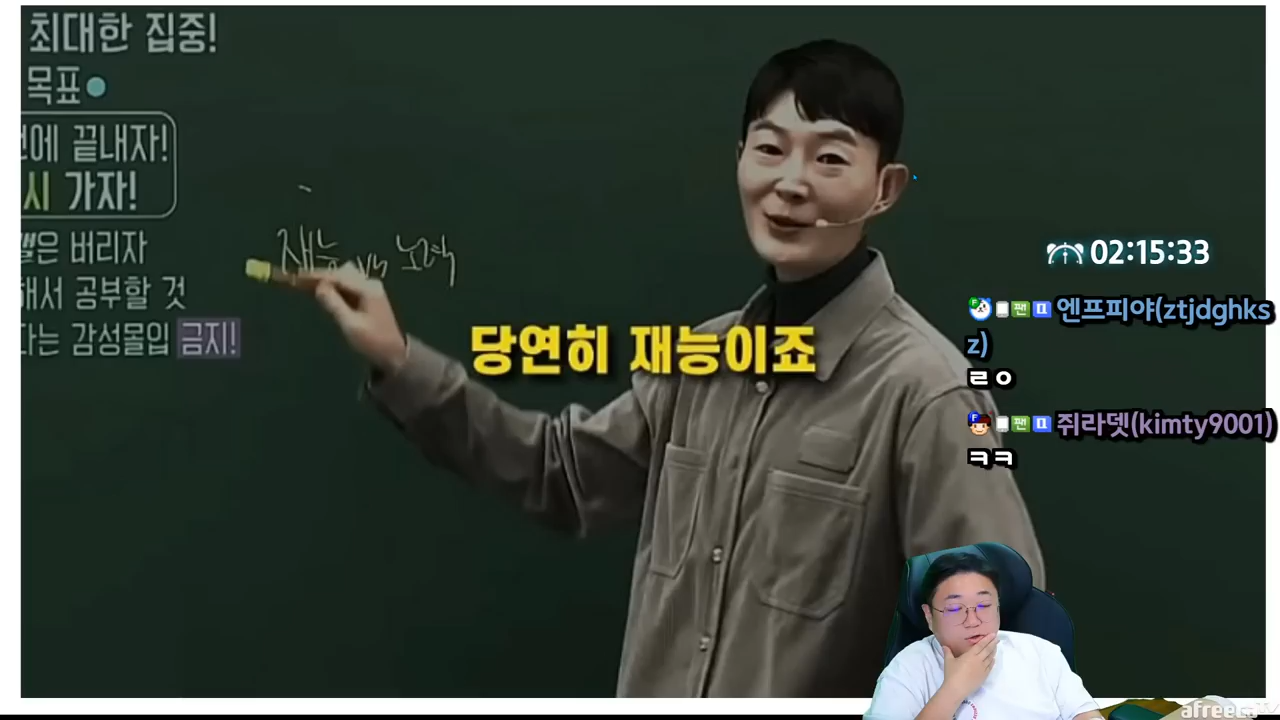 최대한 집중!
목표
에 끝내자!
시 가자!
은 버리자
해서 공부할 것
다는 감성몰입 금지!
재능 vs 노력
당연히 재능이죠
02:15:33
F 팬 엔프피야(ztjdghks
z)
ㄹㅇ
F 팬 쥐라뎃(kimty9001)
ㅋㅋ
afreecaTV